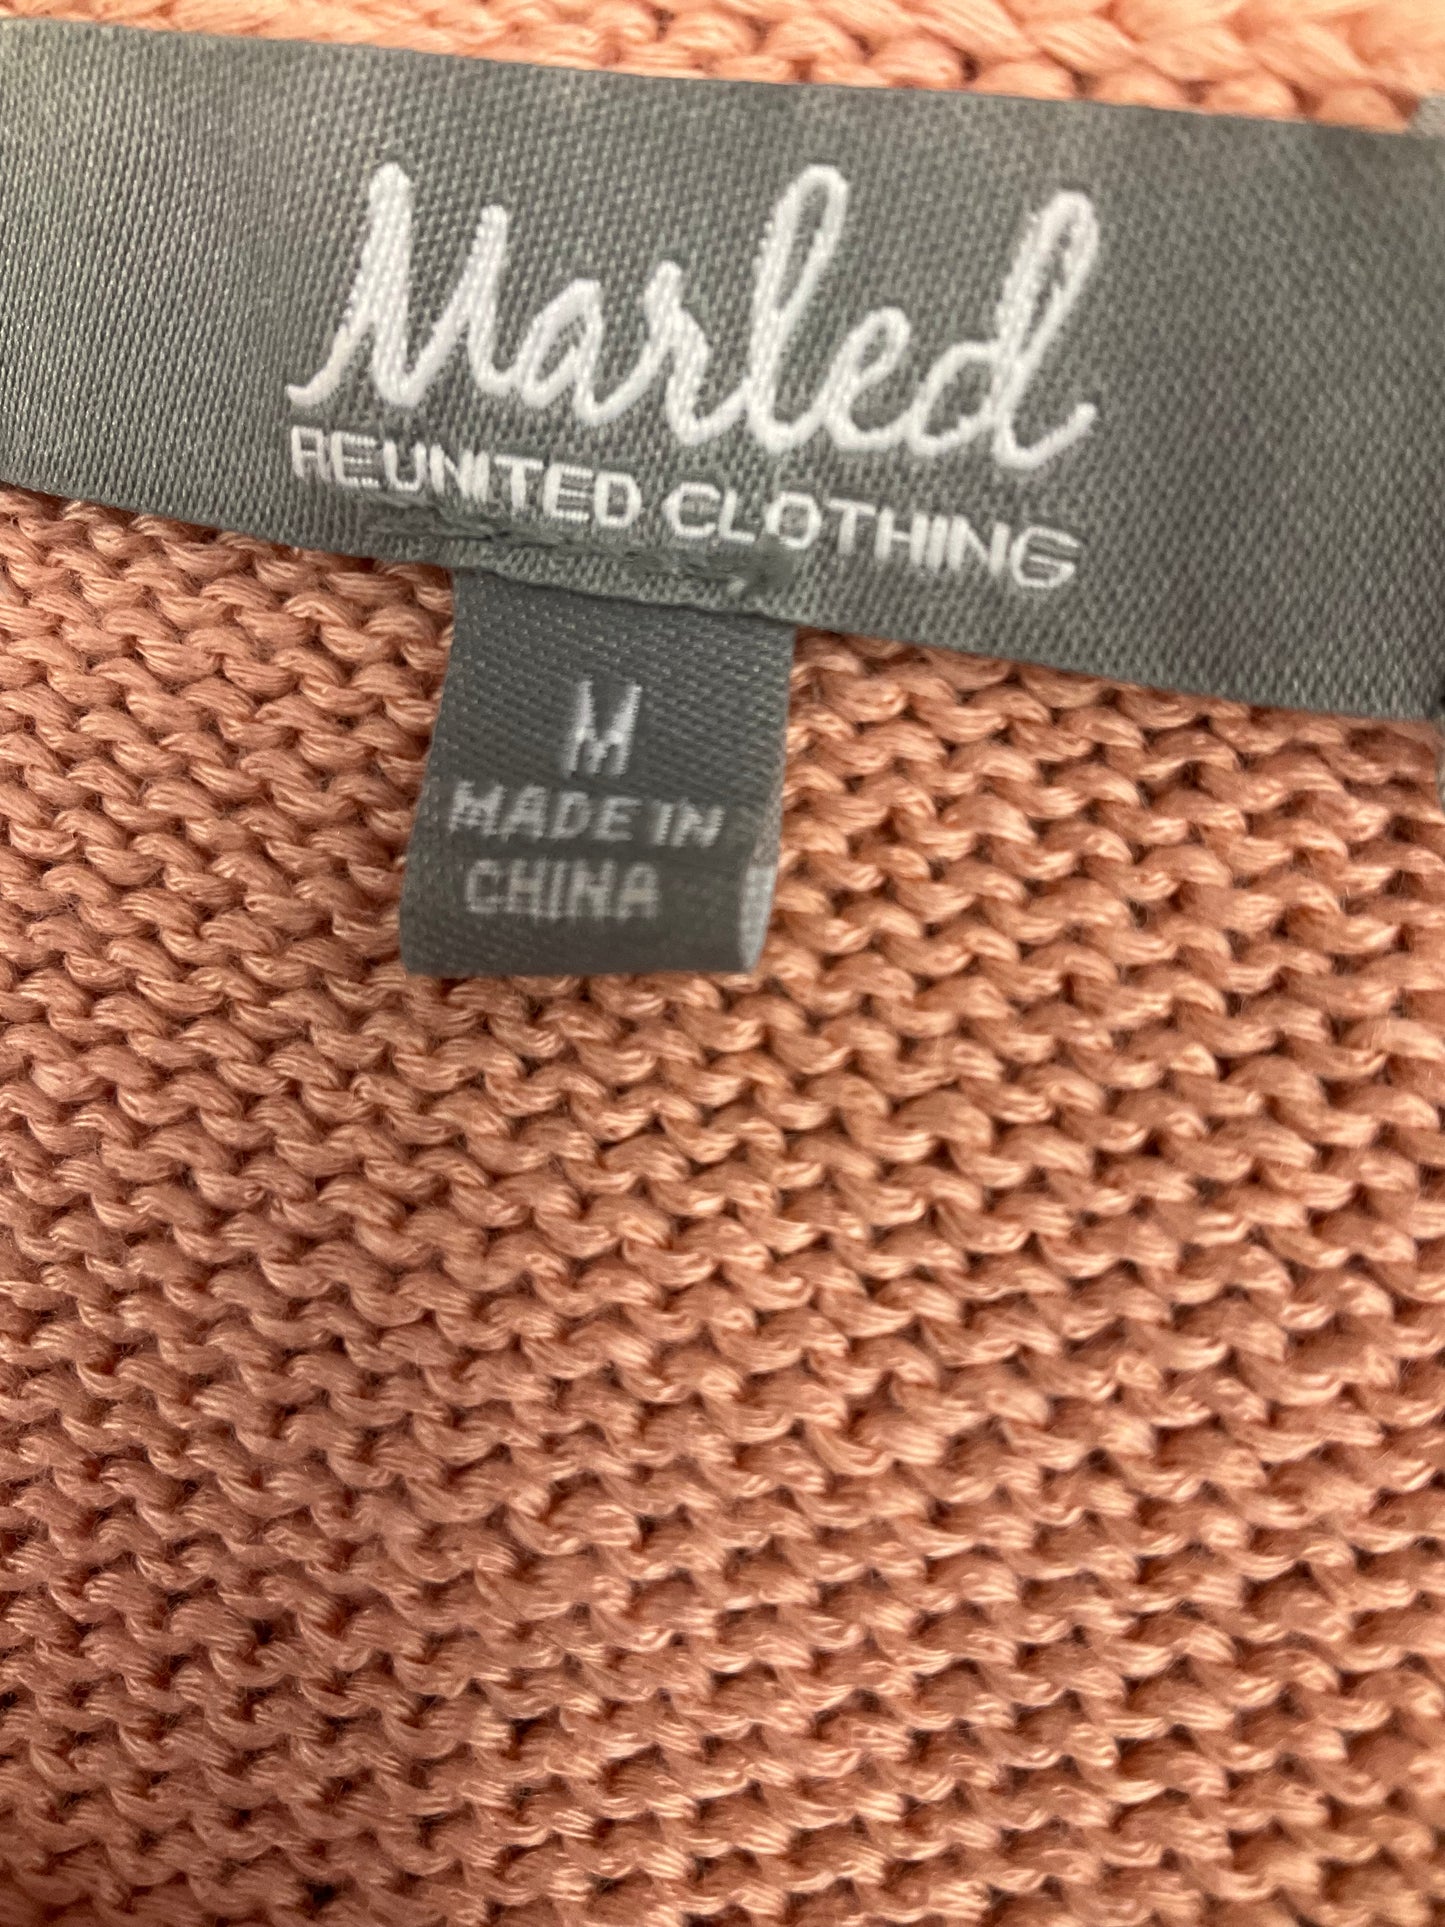 Marled
REUNITED CLOTHING
M
MADE IN
CHINA